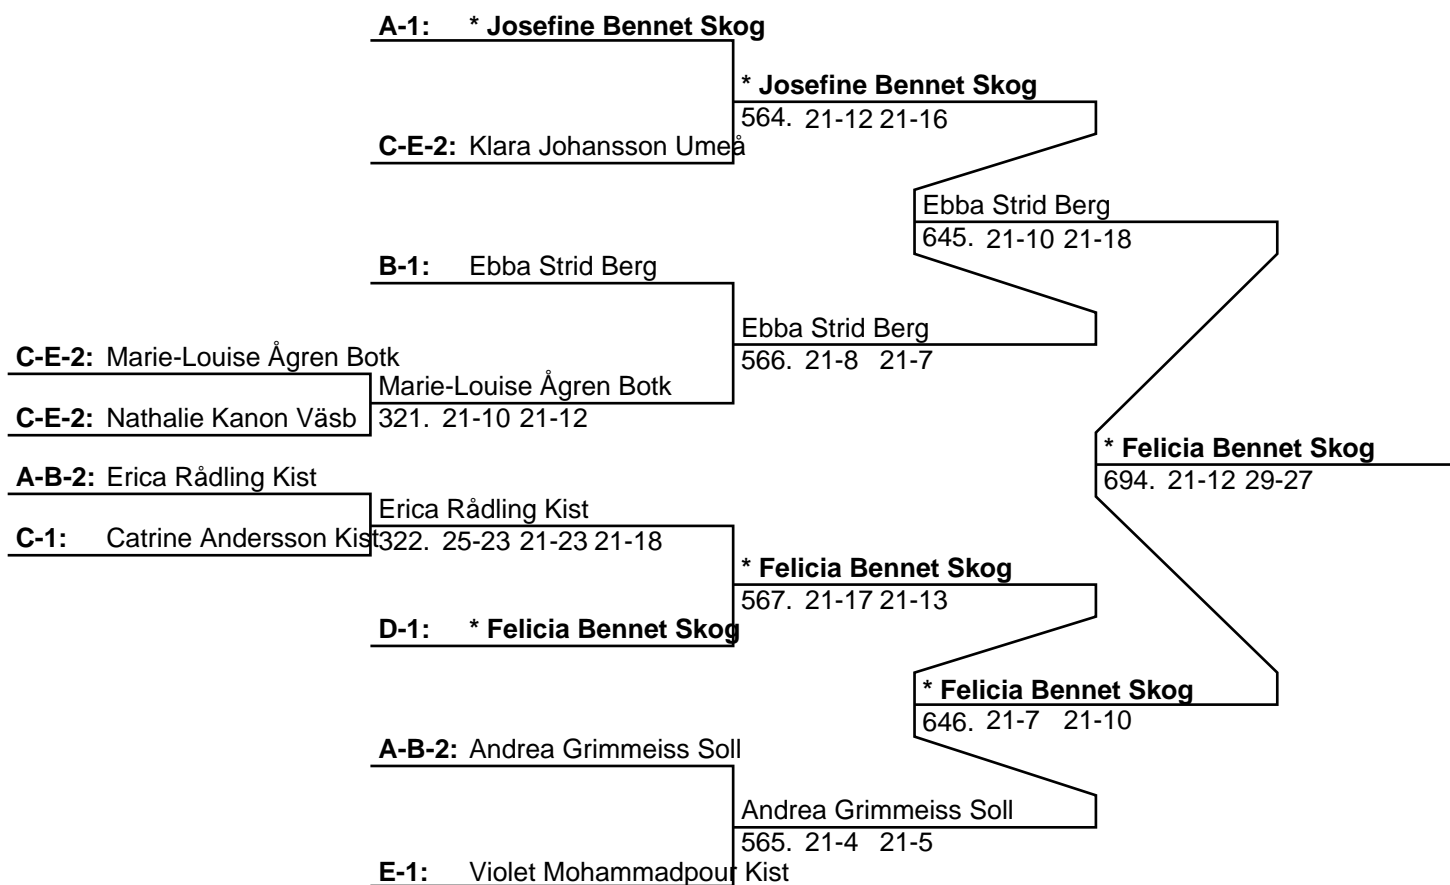 A-1: * Josefine Bennet Skog
* Josefine Bennet Skog
564. 21-12 21-16
C-E-2: Klara Johansson Umeå
Ebba Strid Berg
645. 21-10 21-18
B-1: Ebba Strid Berg
Ebba Strid Berg
566. 21-8 21-7
C-E-2: Marie-Louise Ågren Botk
Marie-Louise Ågren Botk
321. 21-10 21-12
C-E-2: Nathalie Kanon Väsb
* Felicia Bennet Skog
694. 21-12 29-27
A-B-2: Erica Rådling Kist
Erica Rådling Kist
322. 25-23 21-23 21-18
C-1: Catrine Andersson Kist
* Felicia Bennet Skog
567. 21-17 21-13
D-1: * Felicia Bennet Skog
* Felicia Bennet Skog
646. 21-7 21-10
A-B-2: Andrea Grimmeiss Soll
Andrea Grimmeiss Soll
565. 21-4 21-5
E-1: Violet Mohammadpour Kist